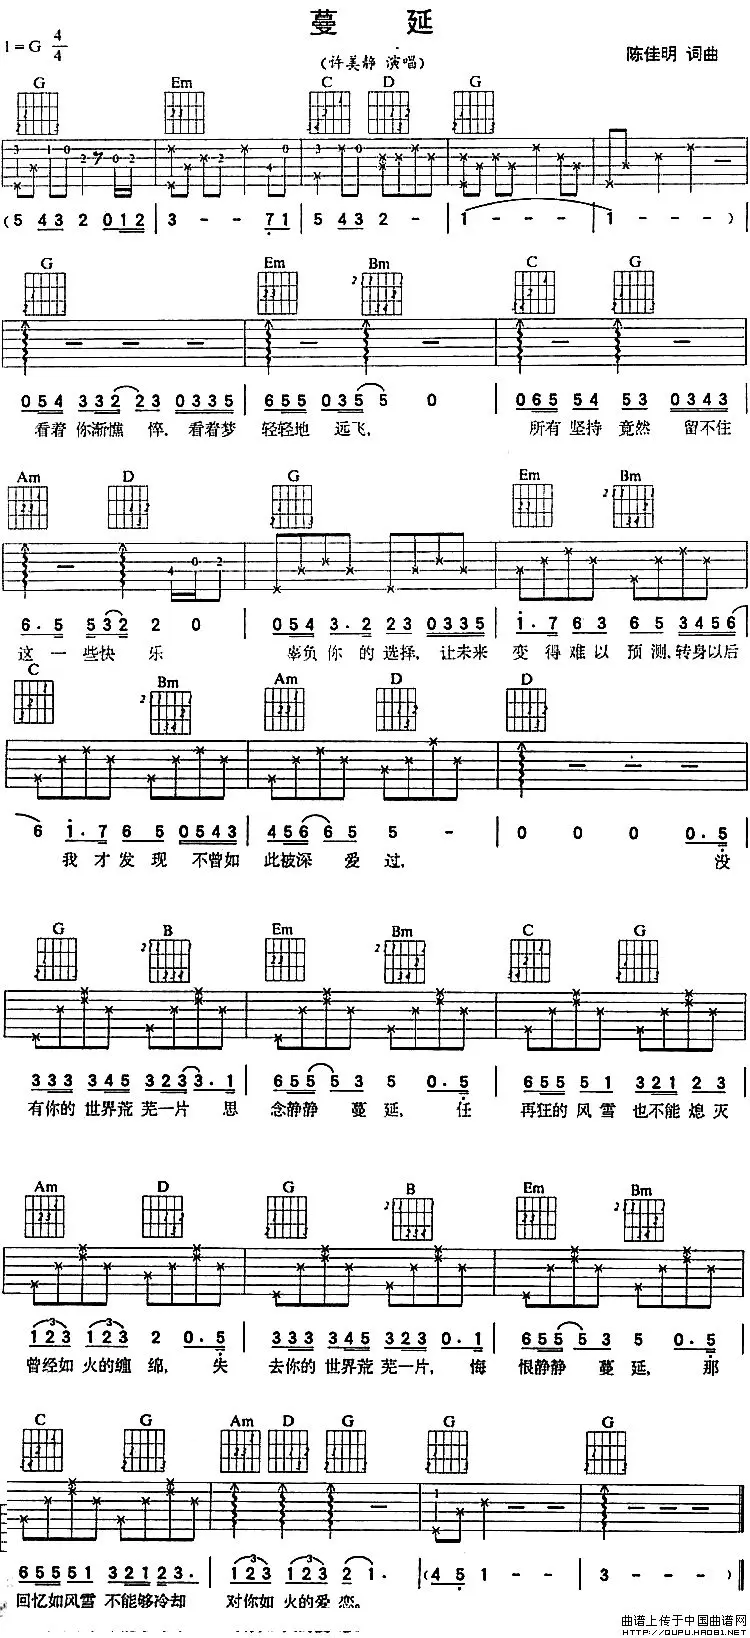 蔓 延
1=G 4/4
(许美静 演唱)
陈佳明 词曲
G Em C D G
(5 43 2 012 | 3 - - 71 | 5 43 2 - | 1 - - - | 1 - - -)
G Em Bm C G
054 332 23 0335 | 655 035 5 0 | 065 54 53 0343
看着 你渐憔 悴, 看着梦 轻轻地 远飞, 所有 坚持 竟然 留不住
Am D G Em Bm
6.5 532 2 0 | 054 3.2 23 0335 | 1.7 63 65 3456
这 一 些快 乐 辜负 你 的 选择, 让未来 变 得 难 以 预 测, 转身以后
C Bm Am D D
6 1.7 65 0543 | 456 65 5 - | 0 0 0 0.5
我 才 发 现 不曾如 此被深 爱 过, 没
G B Em Bm C G
333 345 3233.1 | 655 53 5 0.5 | 655 51 321 23
有你的 世界荒 芜一片 思 念静静 蔓 延, 任 再狂的 风 雪 也不能 熄 灭
Am D G B Em Bm
123 123 2 0.5 | 333 345 323 0.1 | 655 53 5 0.5
曾经如 火的缠 绵, 失 去你的 世界荒 芜一片, 悔 恨静静 蔓 延, 那
C G Am D G G G
65551 321 23. | 123 123 2 1. | (45 1 - - | 3 - - -)
回忆如风雪 不能够冷却 对你如 火的爱 恋。
曲谱上传于中国曲谱网
HTTP://QUPU.HAO81.NET